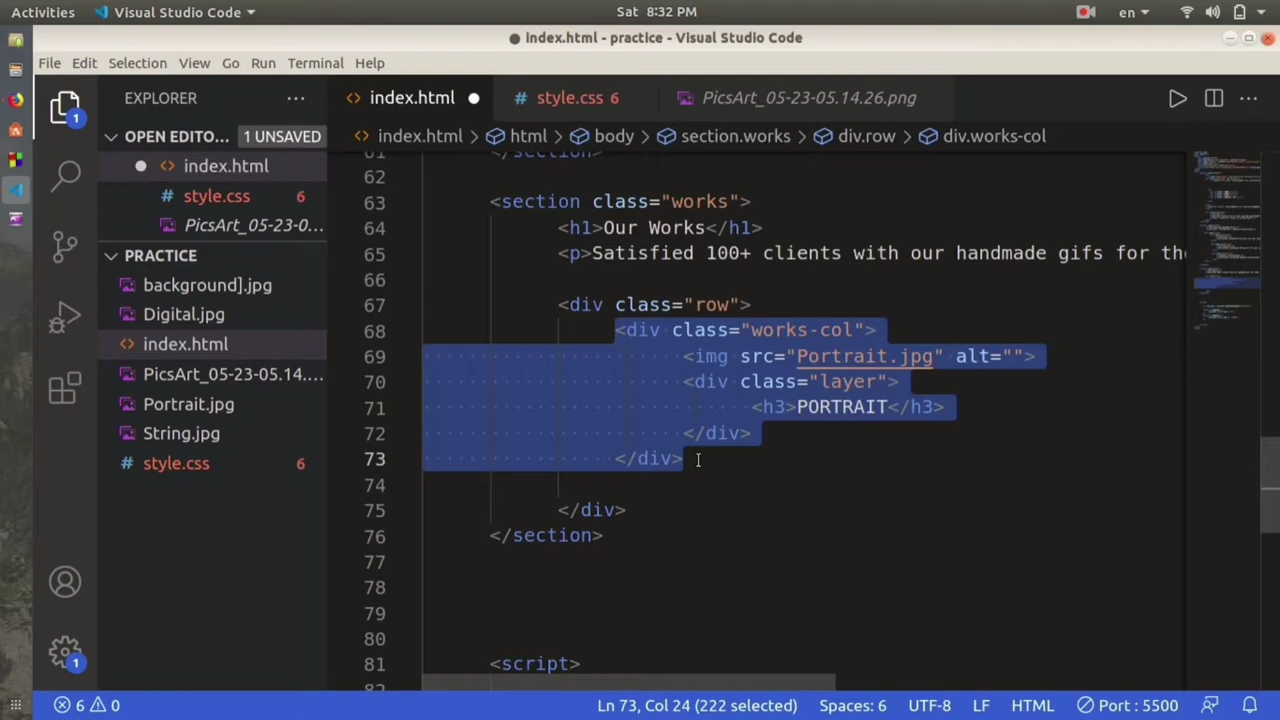 Activities Visual Studio Code Sat 8:32 PM en
index.html - practice - Visual Studio Code
File Edit Selection View Go Run Terminal Help
EXPLORER ··· index.html style.css 6 PicsArt_05-23-05.14.26.png ···
OPEN EDITO... 1 UNSAVED index.html > html > body > section.works > div.row > div.works-col
index.html
style.css 6
PicsArt_05-23-0...
PRACTICE
background].jpg
Digital.jpg
index.html
PicsArt_05-23-05.14....
Portrait.jpg
String.jpg
style.css 6
1
1
61 </section>
62
63 <section class="works">
64 <h1>Our Works</h1>
65 <p>Satisfied 100+ clients with our handmade gifs for the
66
67 <div class="row">
68 <div class="works-col">
69 <img src="Portrait.jpg" alt="">
70 <div class="layer">
71 <h3>PORTRAIT</h3>
72 </div>
73 </div>
74
75 </div>
76 </section>
77
78
79
80
81 <script>
82
6 0 Ln 73, Col 24 (222 selected) Spaces: 6 UTF-8 LF HTML Port : 5500